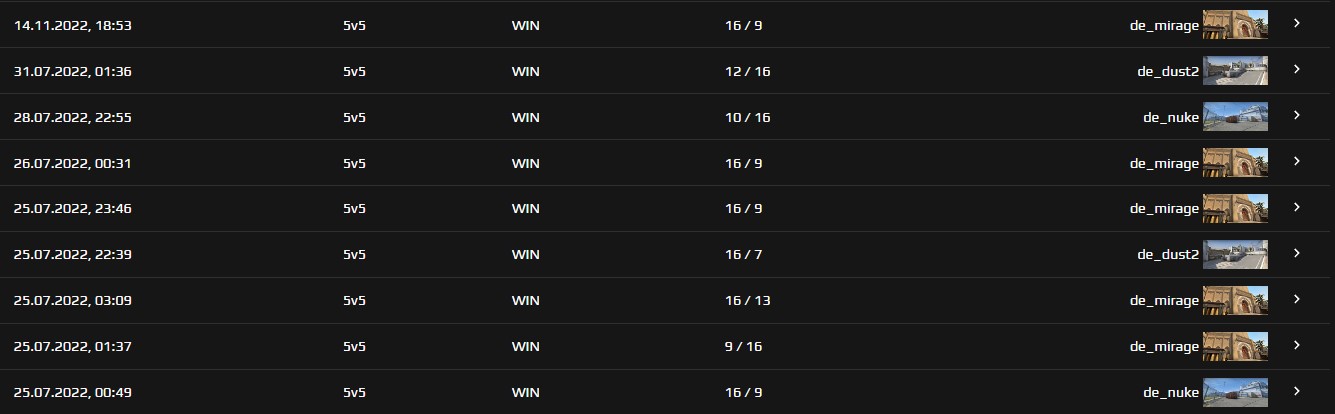 14.11.2022, 18:53 5v5 WIN 16 / 9 de_mirage
31.07.2022, 01:36 5v5 WIN 12 / 16 de_dust2
28.07.2022, 22:55 5v5 WIN 10 / 16 de_nuke
26.07.2022, 00:31 5v5 WIN 16 / 9 de_mirage
25.07.2022, 23:46 5v5 WIN 16 / 9 de_mirage
25.07.2022, 22:39 5v5 WIN 16 / 7 de_dust2
25.07.2022, 03:09 5v5 WIN 16 / 13 de_mirage
25.07.2022, 01:37 5v5 WIN 9 / 16 de_mirage
25.07.2022, 00:49 5v5 WIN 16 / 9 de_nuke